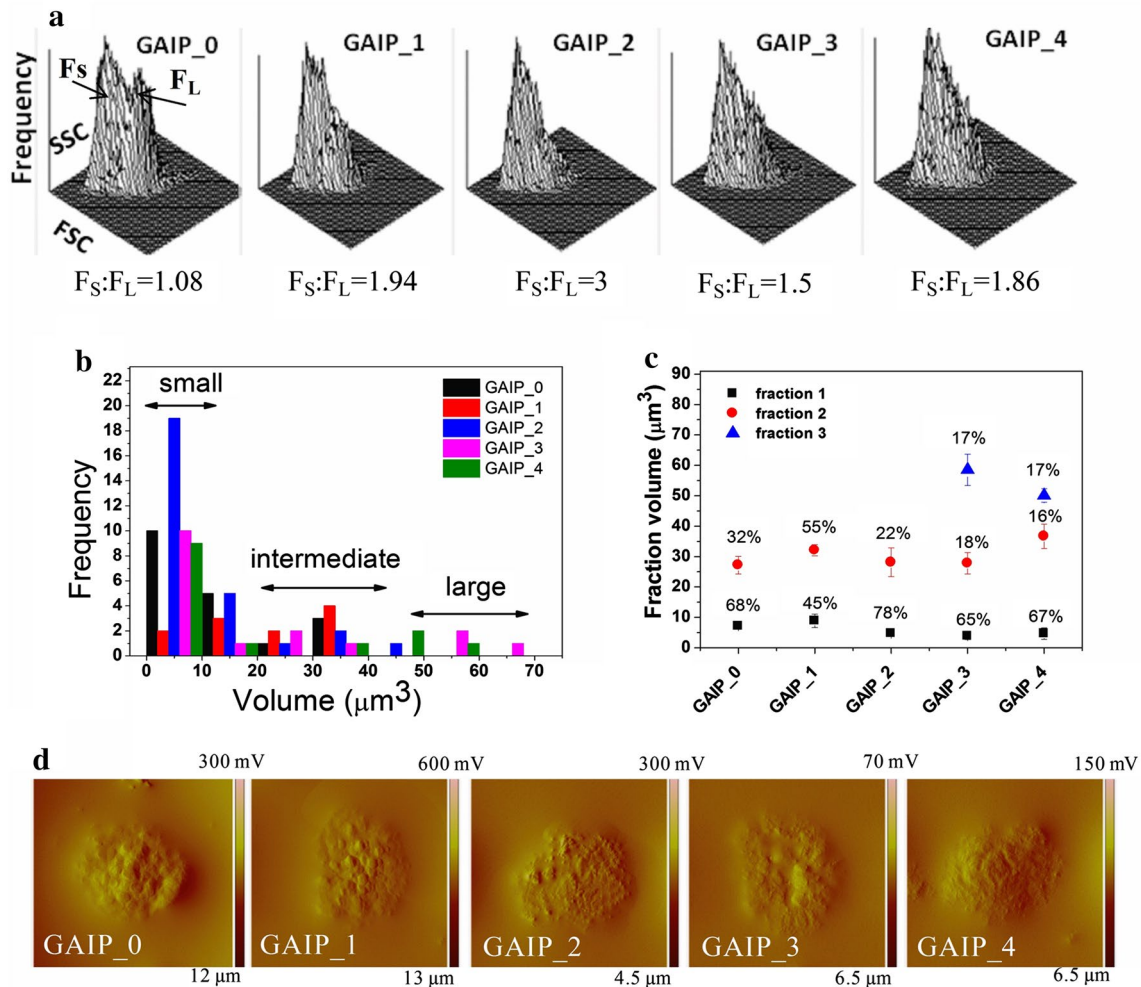 a
GAIP_0 GAIP_1 GAIP_2 GAIP_3 GAIP_4
Frequency
Fs
FL
SSC
FSC
FS:FL=1.08 FS:FL=1.94 FS:FL=3 FS:FL=1.5 FS:FL=1.86
b
22
20
18
16
14
12
10
8
6
4
2
0
Frequency
small
intermediate
large
GAIP_0
GAIP_1
GAIP_2
GAIP_3
GAIP_4
0 10 20 30 40 50 60 70
Volume (μm3)
c
90
80
70
60
50
40
30
20
10
0
Fraction volume (μm3)
fraction 1
fraction 2
fraction 3
17%
17%
32% 55% 22% 18% 16%
68% 45% 78% 65% 67%
GAIP_0 GAIP_1 GAIP_2 GAIP_3 GAIP_4
d
300 mV 600 mV 300 mV 70 mV 150 mV
GAIP_0 GAIP_1 GAIP_2 GAIP_3 GAIP_4
12 μm 13 μm 4.5 μm 6.5 μm 6.5 μm